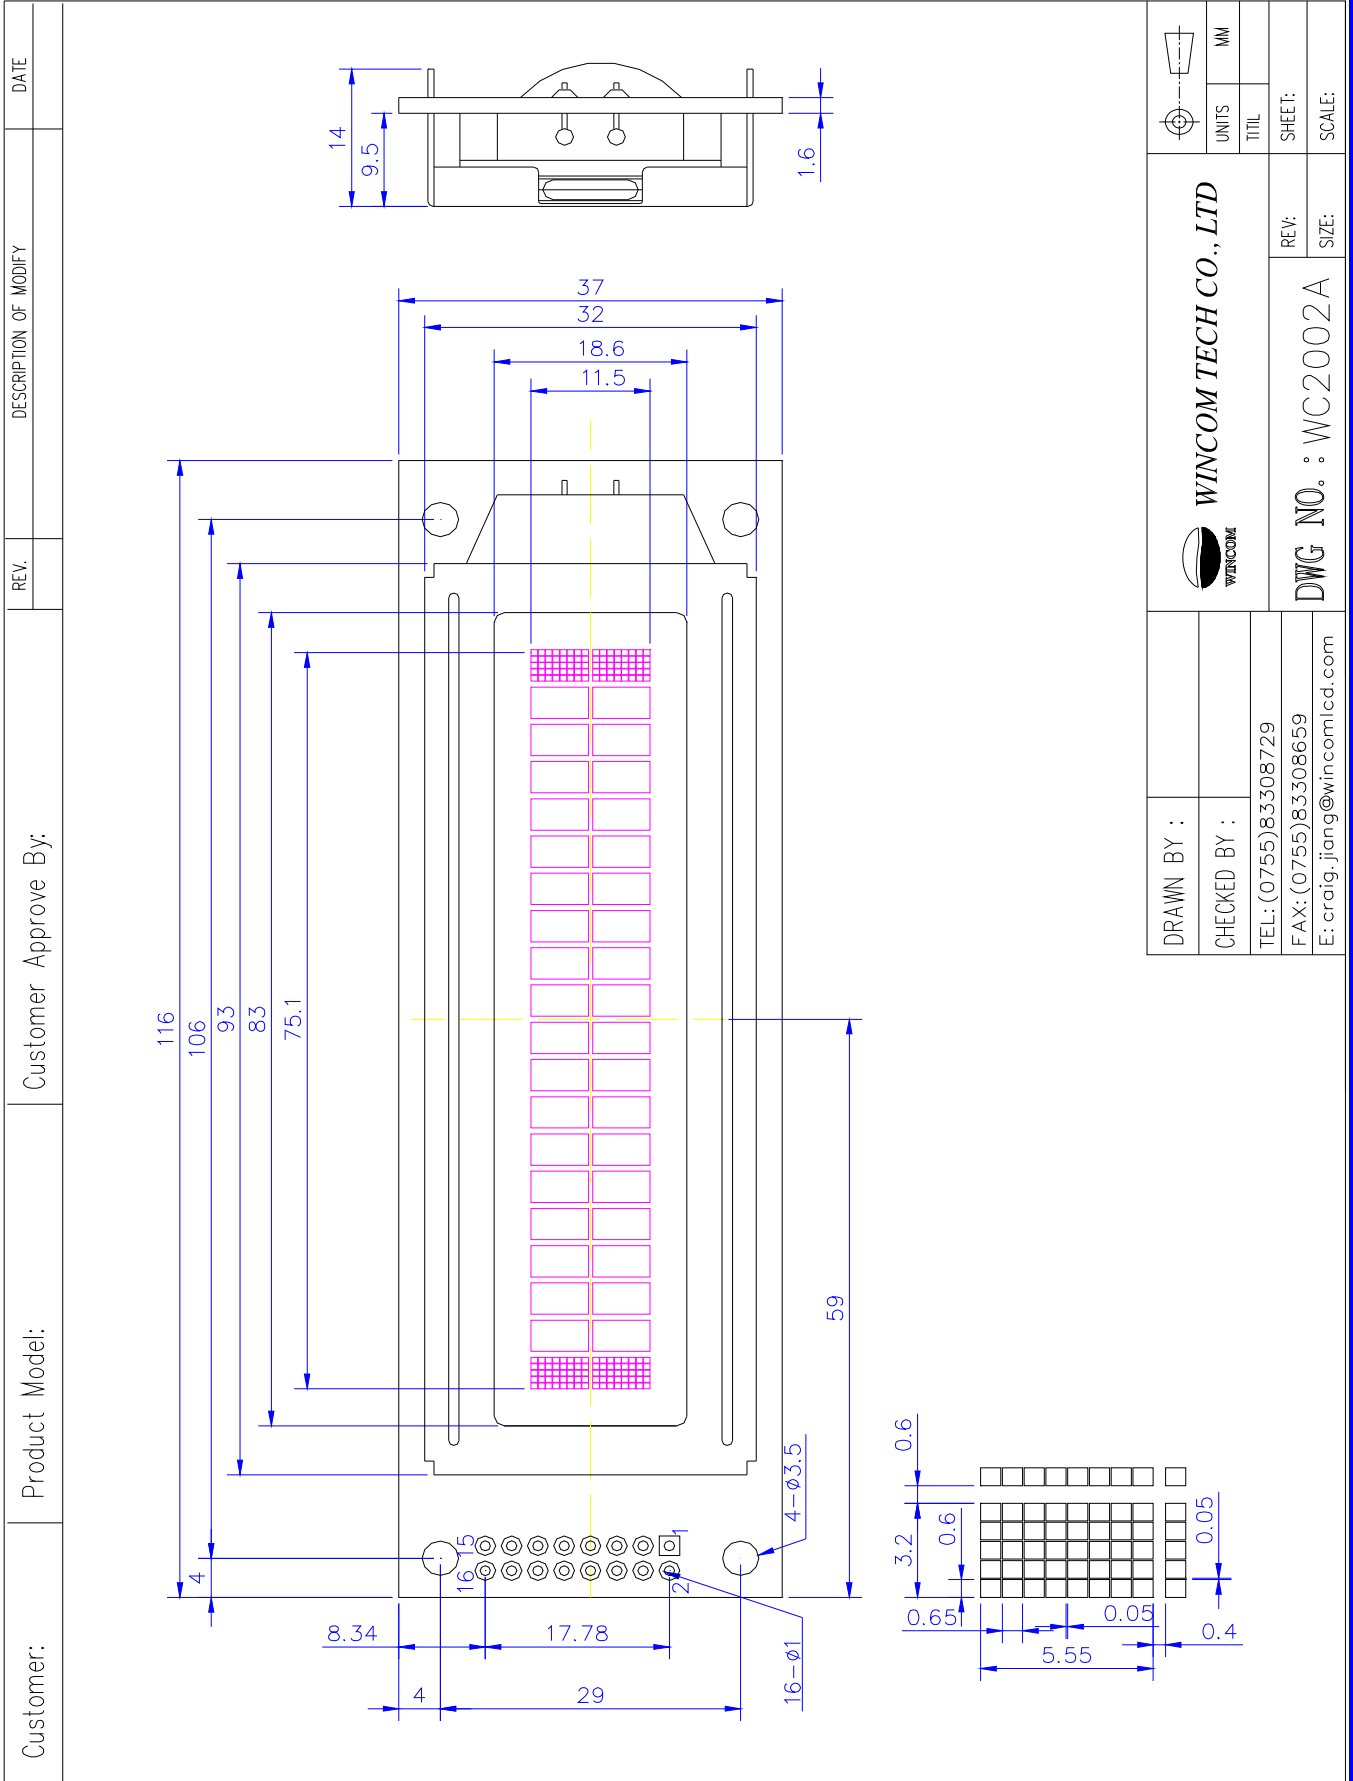 DATE
DESCRIPTION OF MODIFY
REV.
Customer Approve By:
Product Model:
Customer:
14
9.5
1.6
37
32
18.6
11.5
116
106
93
83
75.1
59
4
15
1
16
2
4-ø3.5
16-ø1
8.34
17.78
4
29
0.6
3.2
0.6
0.05
0.65
0.05
0.4
5.55
UNITS
MM
TITL
SHEET:
SCALE:
WINCOM
WINCOM TECH CO., LTD
REV:
SIZE:
DWG NO. : WC2002A
DRAWN BY :
CHECKED BY :
TEL: (0755)83308729
FAX: (0755)83308659
E: craig.jiang@wincomlcd.com